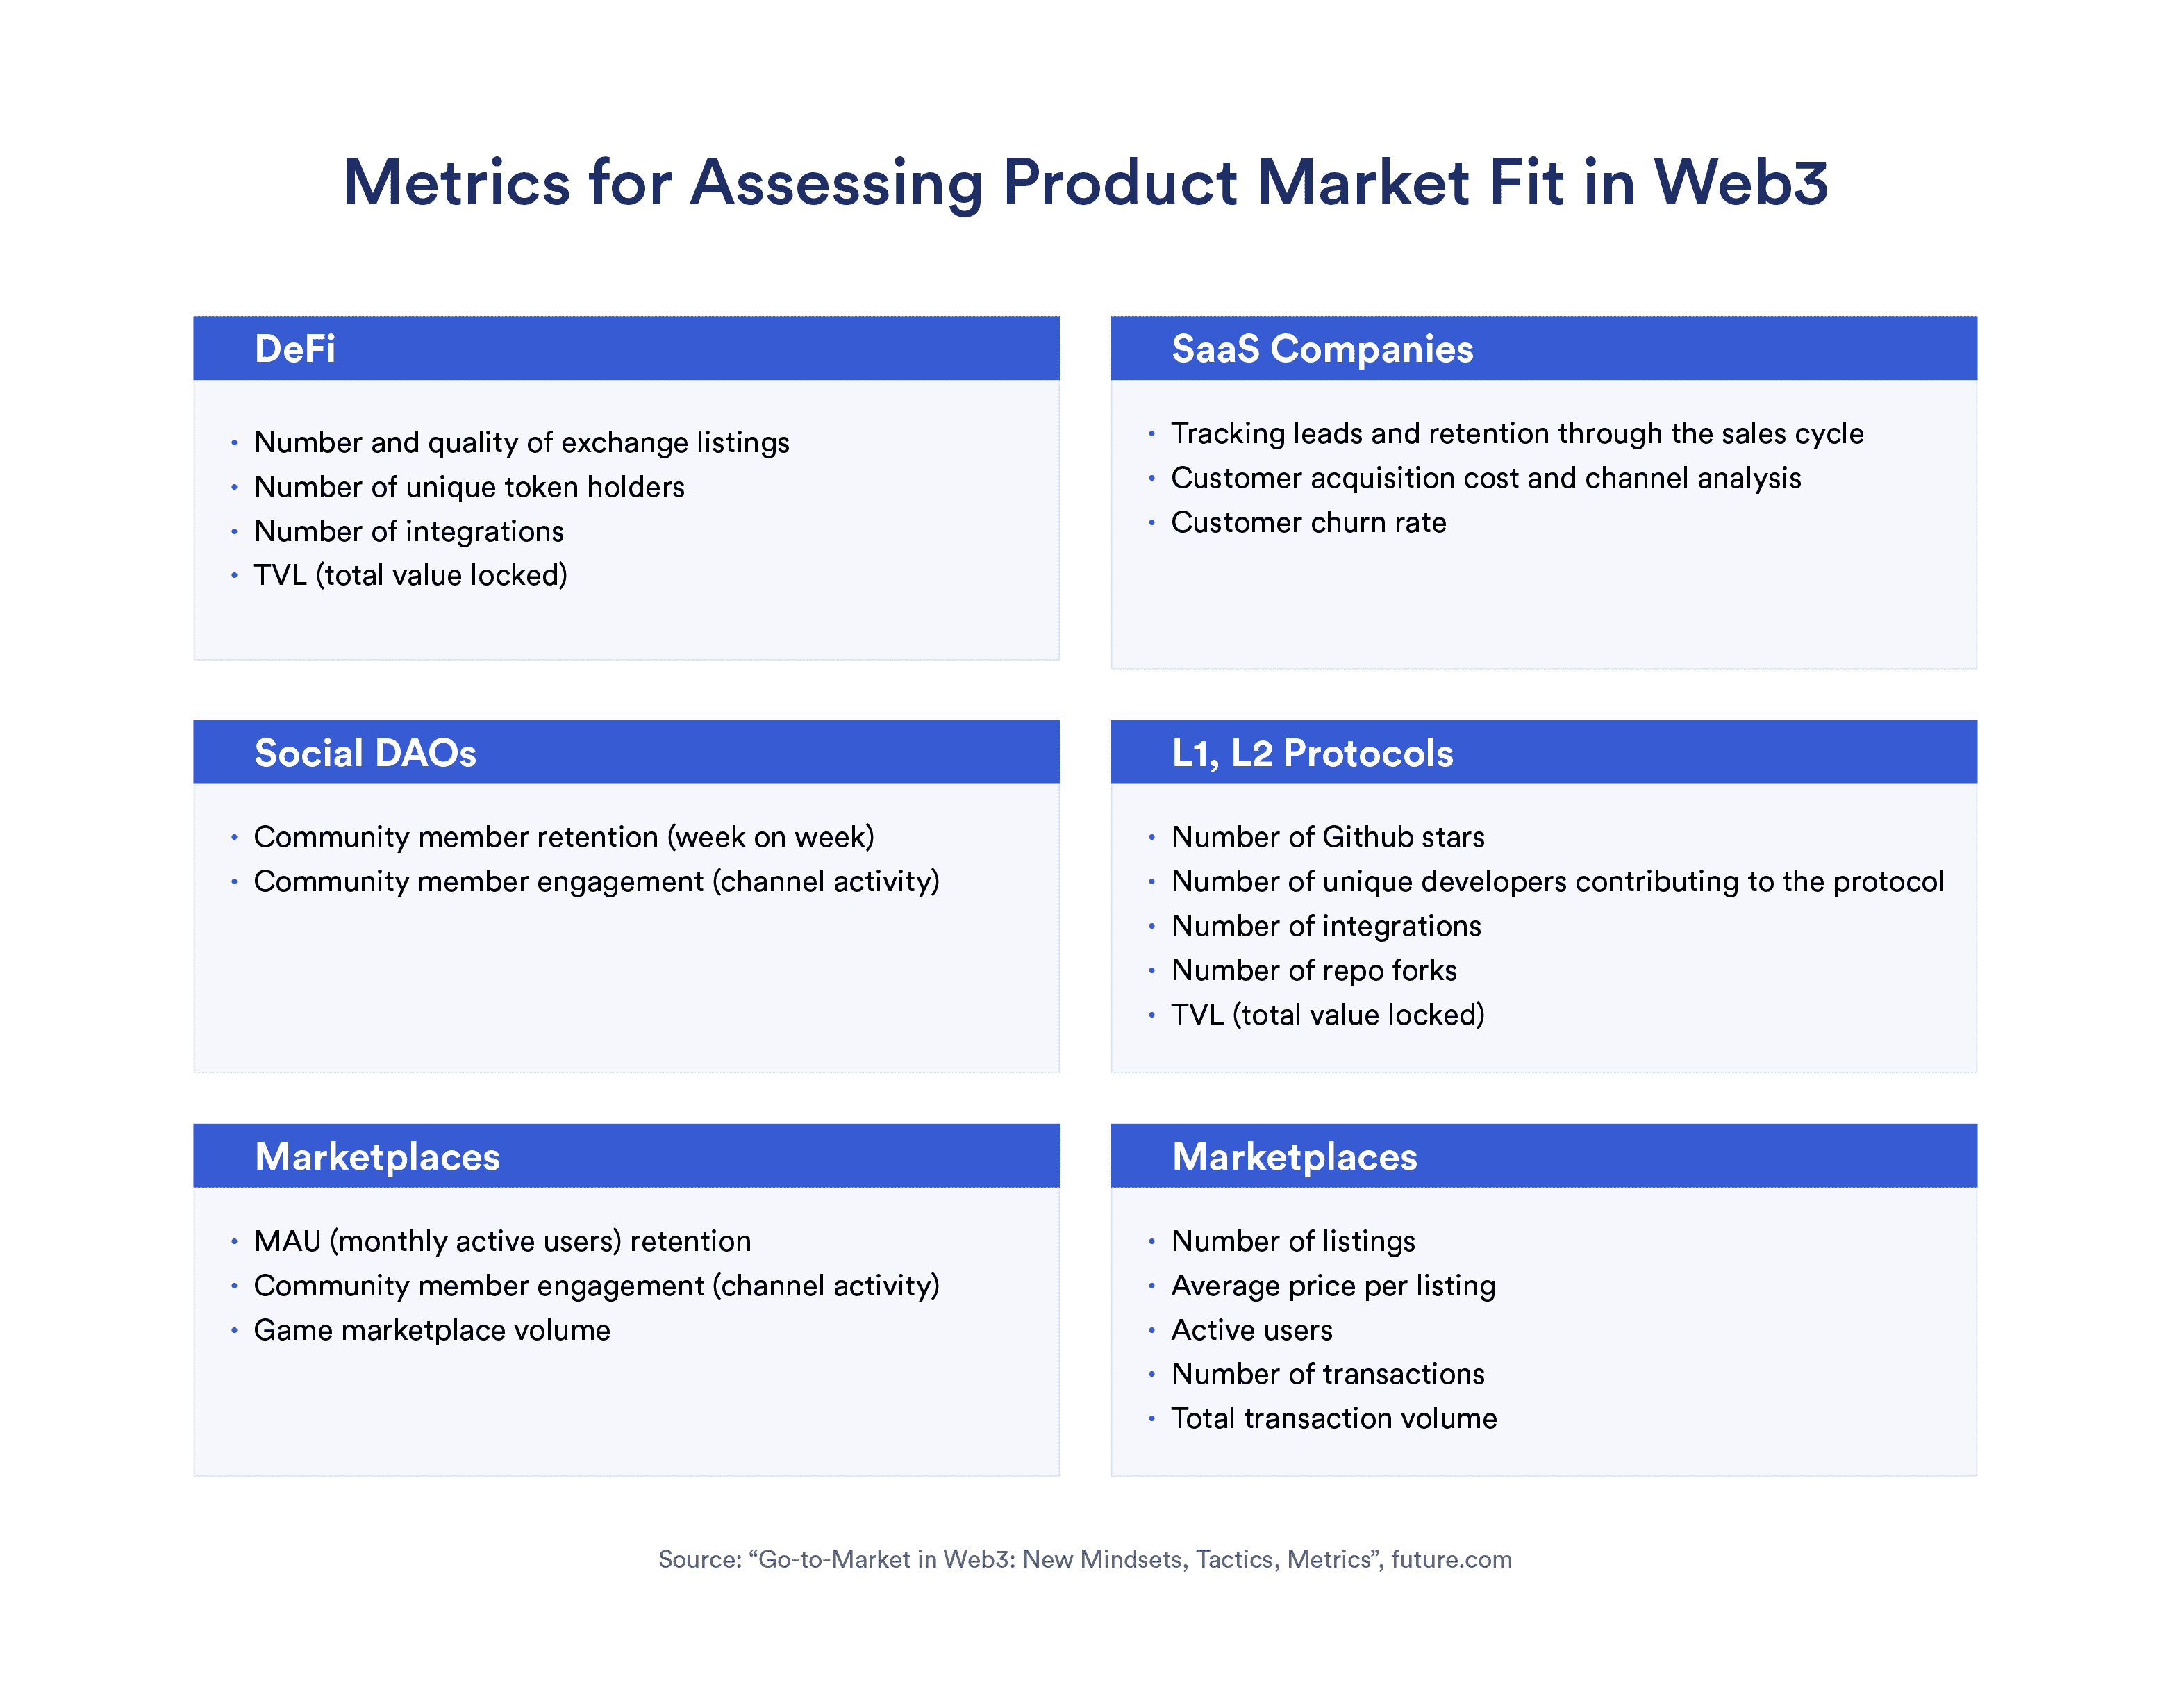 Metrics for Assessing Product Market Fit in Web3
DeFi
• Number and quality of exchange listings
• Number of unique token holders
• Number of integrations
• TVL (total value locked)
SaaS Companies
• Tracking leads and retention through the sales cycle
• Customer acquisition cost and channel analysis
• Customer churn rate
Social DAOs
• Community member retention (week on week)
• Community member engagement (channel activity)
L1, L2 Protocols
• Number of Github stars
• Number of unique developers contributing to the protocol
• Number of integrations
• Number of repo forks
• TVL (total value locked)
Marketplaces
• MAU (monthly active users) retention
• Community member engagement (channel activity)
• Game marketplace volume
Marketplaces
• Number of listings
• Average price per listing
• Active users
• Number of transactions
• Total transaction volume
Source: “Go-to-Market in Web3: New Mindsets, Tactics, Metrics”, future.com